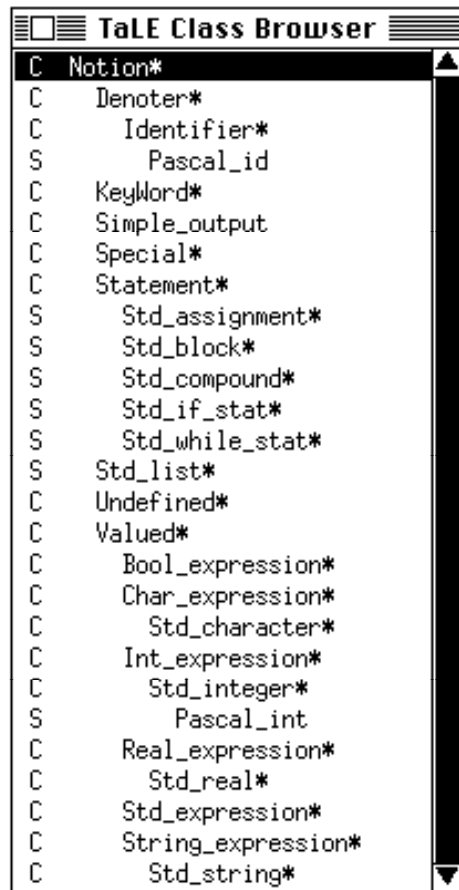 TaLE Class Browser
C Notion*
C Denoter*
C Identifier*
S Pascal_id
C KeyWord*
C Simple_output
C Special*
C Statement*
S Std_assignment*
S Std_block*
S Std_compound*
S Std_if_stat*
S Std_while_stat*
S Std_list*
C Undefined*
C Valued*
C Bool_expression*
C Char_expression*
C Std_character*
C Int_expression*
C Std_integer*
S Pascal_int
C Real_expression*
C Std_real*
C Std_expression*
C String_expression*
C Std_string*